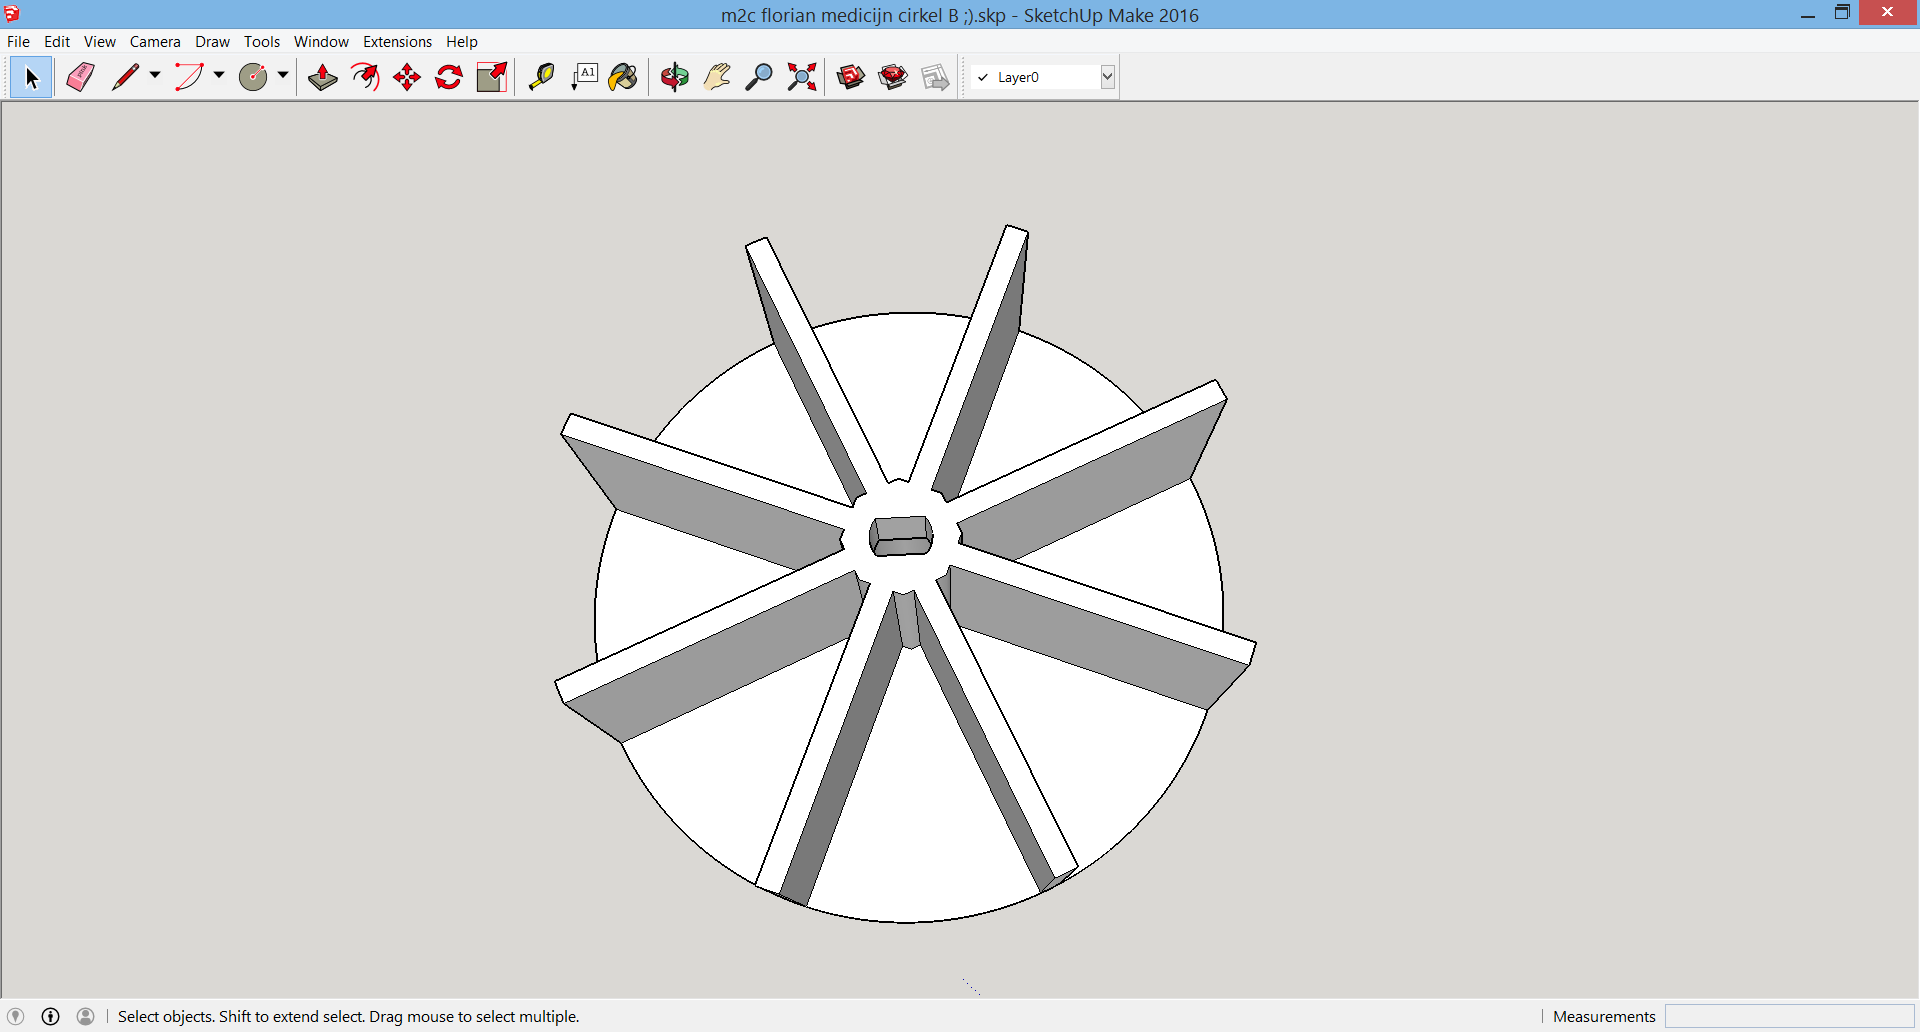 m2c florian medicijn cirkel B ;).skp - SketchUp Make 2016
File Edit View Camera Draw Tools Window Extensions Help
A1
Layer0
Select objects. Shift to extend select. Drag mouse to select multiple.
Measurements